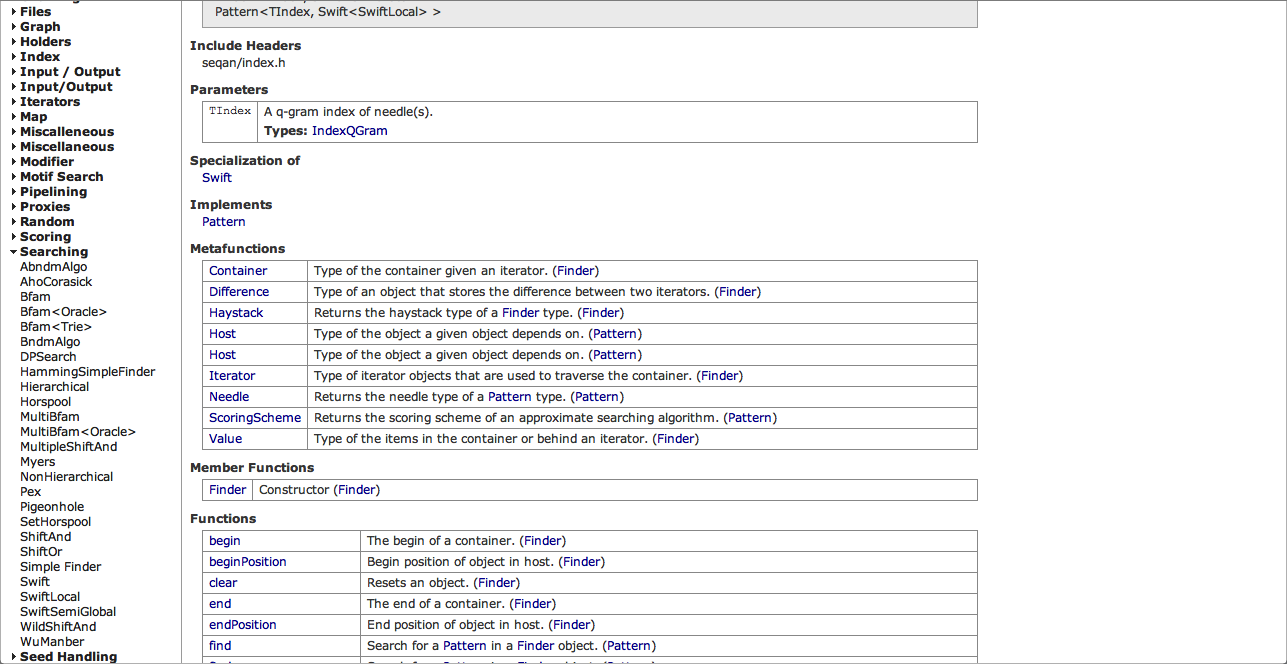 Files
Graph
Holders
Index
Input / Output
Input/Output
Iterators
Map
Miscalleneous
Miscellaneous
Modifier
Motif Search
Pipelining
Proxies
Random
Scoring
Searching
AbndmAlgo
AhoCorasick
Bfam
Bfam<Oracle>
Bfam<Trie>
BndmAlgo
DPSearch
HammingSimpleFinder
Hierarchical
Horspool
MultiBfam
MultiBfam<Oracle>
MultipleShiftAnd
Myers
NonHierarchical
Pex
Pigeonhole
SetHorspool
ShiftAnd
ShiftOr
Simple Finder
Swift
SwiftLocal
SwiftSemiGlobal
WildShiftAnd
WuManber
Seed Handling
Pattern<TIndex, Swift<SwiftLocal> >
Include Headers
seqan/index.h
Parameters
TIndex A q-gram index of needle(s).
Types: IndexQGram
Specialization of
Swift
Implements
Pattern
Metafunctions
Container Type of the container given an iterator. (Finder)
Difference Type of an object that stores the difference between two iterators. (Finder)
Haystack Returns the haystack type of a Finder type. (Finder)
Host Type of the object a given object depends on. (Pattern)
Host Type of the object a given object depends on. (Pattern)
Iterator Type of iterator objects that are used to traverse the container. (Finder)
Needle Returns the needle type of a Pattern type. (Pattern)
ScoringScheme Returns the scoring scheme of an approximate searching algorithm. (Pattern)
Value Type of the items in the container or behind an iterator. (Finder)
Member Functions
Finder Constructor (Finder)
Functions
begin The begin of a container. (Finder)
beginPosition Begin position of object in host. (Finder)
clear Resets an object. (Finder)
end The end of a container. (Finder)
endPosition End position of object in host. (Finder)
find Search for a Pattern in a Finder object. (Pattern)